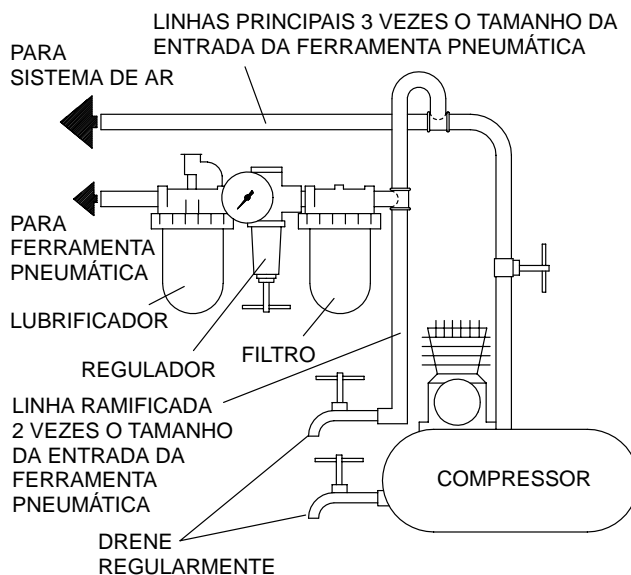 LINHAS PRINCIPAIS 3 VEZES O TAMANHO DA
ENTRADA DA FERRAMENTA PNEUMÁTICA
PARA
SISTEMA DE AR
PARA
FERRAMENTA
PNEUMÁTICA
LUBRIFICADOR
REGULADOR
FILTRO
LINHA RAMIFICADA
2 VEZES O TAMANHO
DA ENTRADA DA
FERRAMENTA
PNEUMÁTICA
COMPRESSOR
DRENE
REGULARMENTE